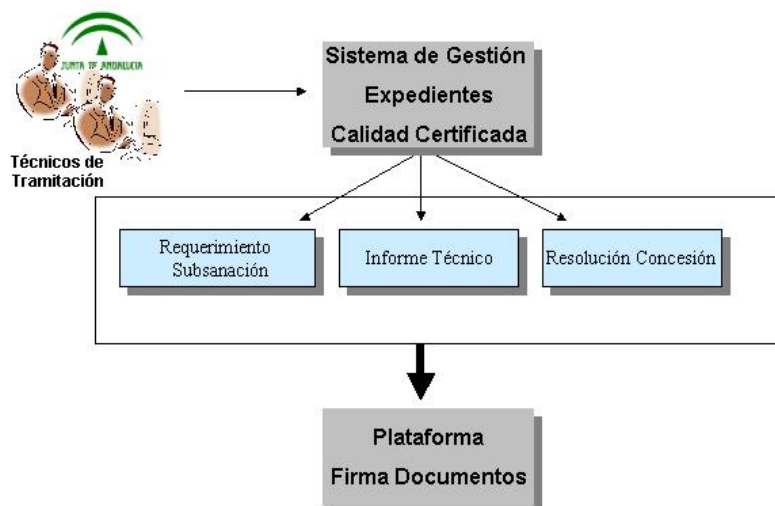 JUNTA DE ANDALUCIA
Técnicos de
Tramitación
Sistema de Gestión
Expedientes
Calidad Certificada
Requerimiento
Subsanación
Informe Técnico
Resolución Concesión
Plataforma
Firma Documentos